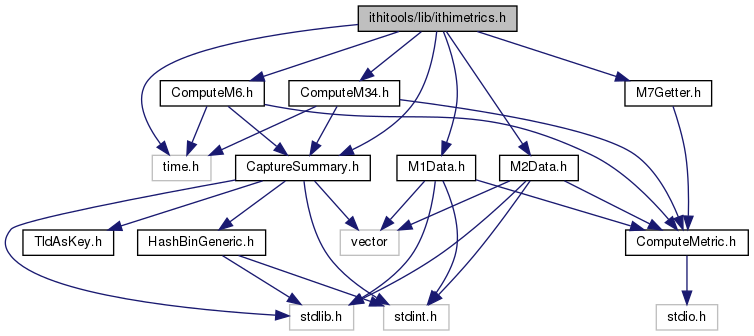 ithitools/lib/ithimetrics.h
ComputeM6.h
ComputeM34.h
M7Getter.h
time.h
CaptureSummary.h
M1Data.h
M2Data.h
TldAsKey.h
HashBinGeneric.h
vector
ComputeMetric.h
stdlib.h
stdint.h
stdio.h